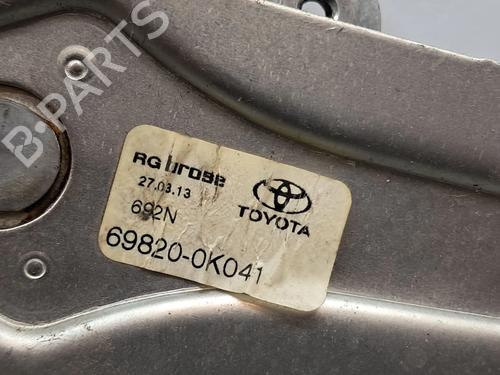 B-PARTS
RG brose
27.03.13
TOYOTA
692N
69820-0K041